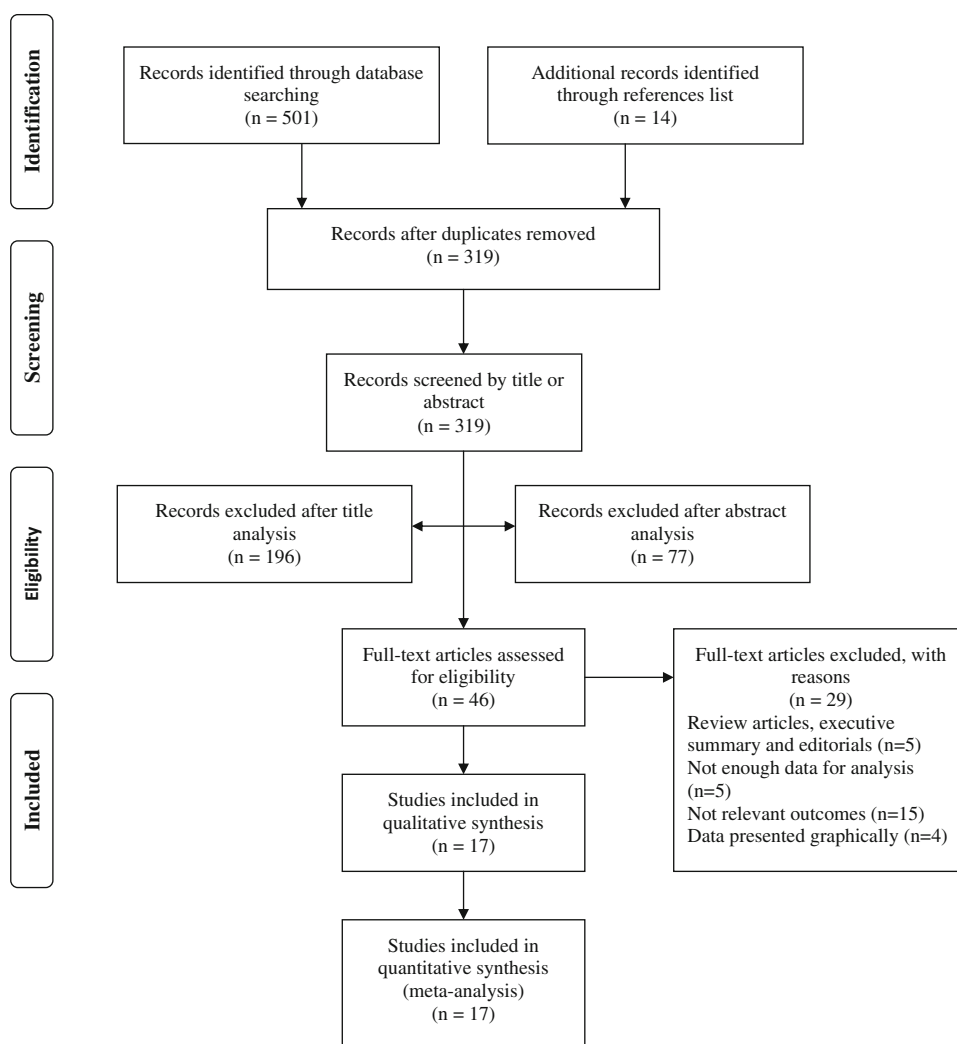 Identification
Records identified through database
searching
(n = 501)
Additional records identified
through references list
(n = 14)
Records after duplicates removed
(n = 319)
Screening
Records screened by title or
abstract
(n = 319)
Eligibility
Records excluded after title
analysis
(n = 196)
Records excluded after abstract
analysis
(n = 77)
Full-text articles assessed
for eligibility
(n = 46)
Full-text articles excluded, with
reasons
(n = 29)
Review articles, executive
summary and editorials (n=5)
Not enough data for analysis
(n=5)
Not relevant outcomes (n=15)
Data presented graphically (n=4)
Included
Studies included in
qualitative synthesis
(n = 17)
Studies included in
quantitative synthesis
(meta-analysis)
(n = 17)